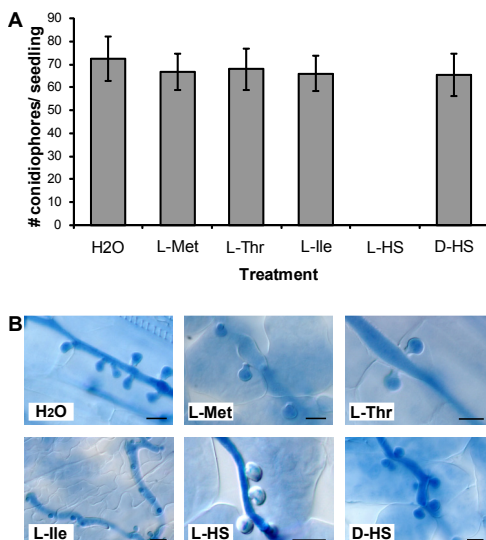 A
# conidiophores/ seedling
90
80
70
60
50
40
30
20
10
0
H2O L-Met L-Thr L-Ile L-HS D-HS
Treatment
B
H2O L-Met L-Thr
L-Ile L-HS D-HS